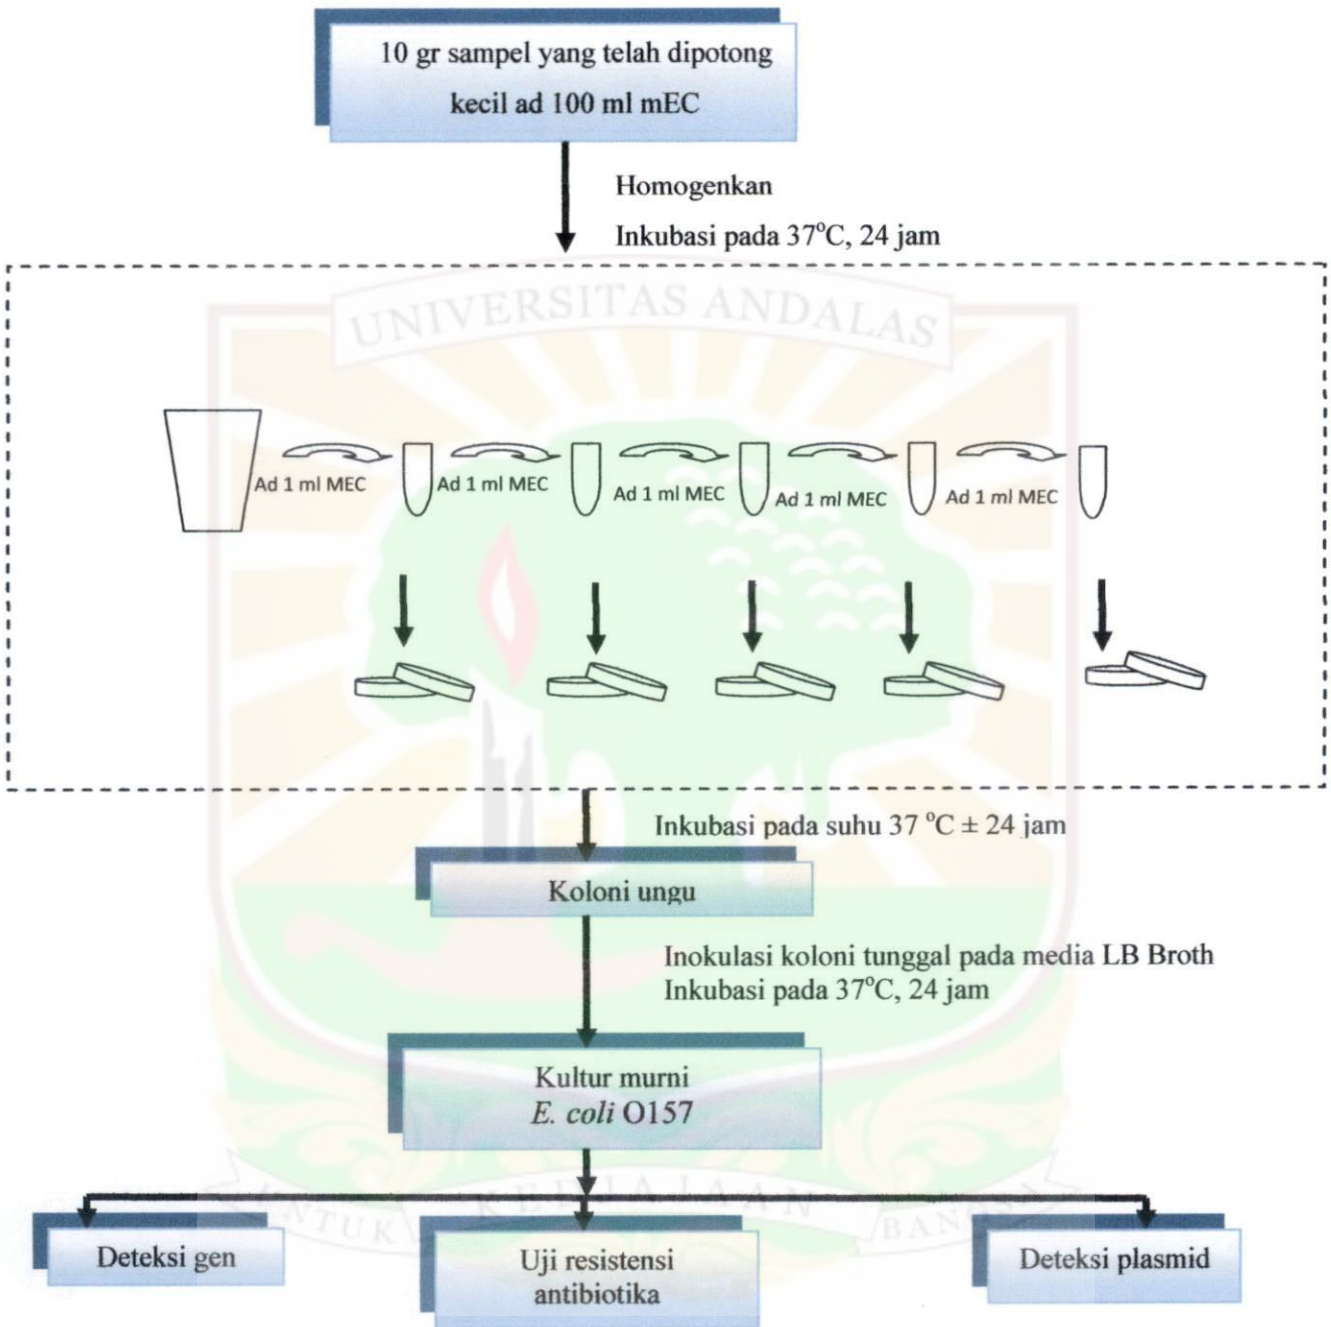 10 gr sampel yang telah dipotong
kecil ad 100 ml mEC
Homogenkan
Inkubasi pada 37°C, 24 jam
UNIVERSITAS ANDALAS
Ad 1 ml MEC
Ad 1 ml MEC
Ad 1 ml MEC
Ad 1 ml MEC
Ad 1 ml MEC
Inkubasi pada suhu 37 °C ± 24 jam
Koloni ungu
Inokulasi koloni tunggal pada media LB Broth
Inkubasi pada 37°C, 24 jam
Kultur murni
E. coli O157
UNTUK KEDJAJAAN BANGSA
Deteksi gen
Uji resistensi
antibiotika
Deteksi plasmid